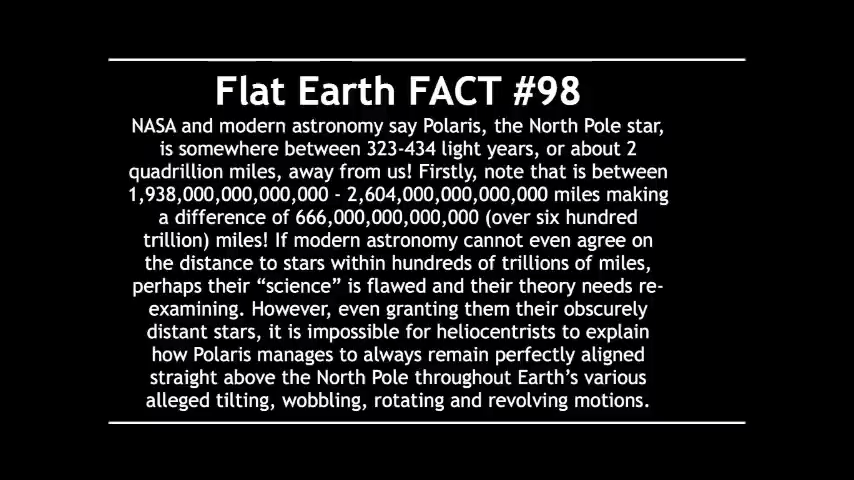 Flat Earth FACT #98
NASA and modern astronomy say Polaris, the North Pole star,
is somewhere between 323-434 light years, or about 2
quadrillion miles, away from us! Firstly, note that is between
1,938,000,000,000,000 - 2,604,000,000,000,000 miles making
a difference of 666,000,000,000,000 (over six hundred
trillion) miles! If modern astronomy cannot even agree on
the distance to stars within hundreds of trillions of miles,
perhaps their “science” is flawed and their theory needs re-
examining. However, even granting them their obscurely
distant stars, it is impossible for heliocentrists to explain
how Polaris manages to always remain perfectly aligned
straight above the North Pole throughout Earth’s various
alleged tilting, wobbling, rotating and revolving motions.